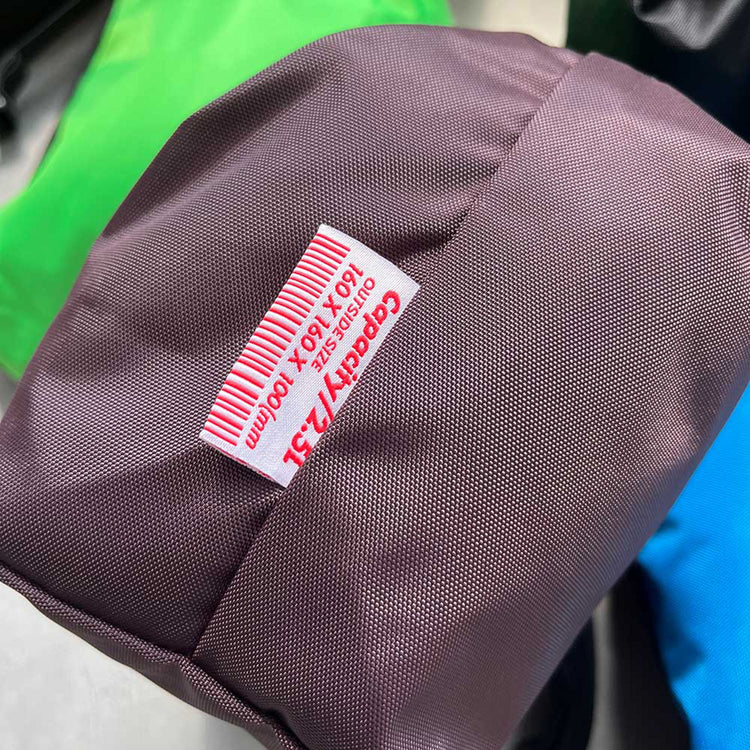 Capacity/2.5L
OUTSIDE SIZE
160 X 160 X 100/mm